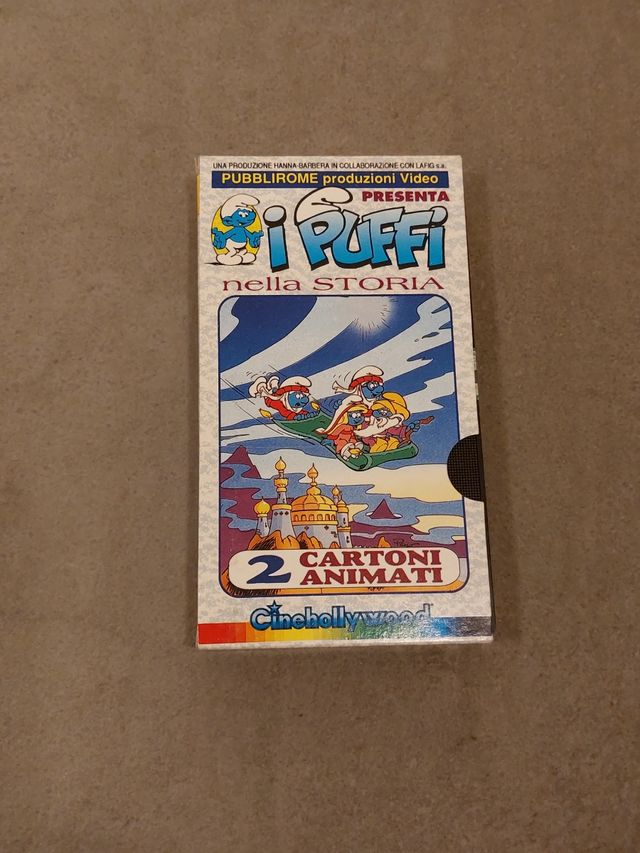 UNA PRODUZIONE HANNA-BARBERA IN COLLABORAZIONE CON LAFIG s.a.
PUBBLIROME produzioni Video
PRESENTA
i PUFFi
nella STORIA
2 CARTONI
ANIMATI
Cinehollywood